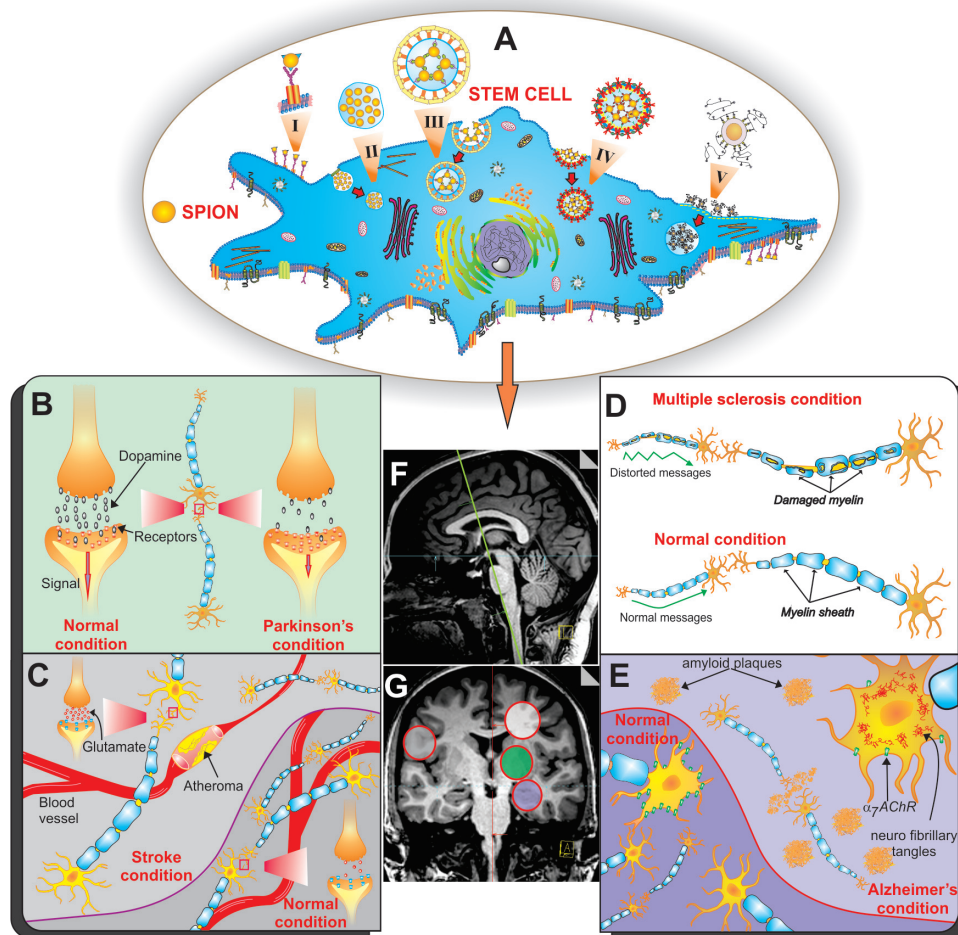 A
STEM CELL
I
II
III
IV
V
SPION
B
Dopamine
Receptors
Signal
Normal
condition
Parkinson's
condition
C
Glutamate
Atheroma
Blood
vessel
Stroke
condition
Normal
condition
D
Multiple sclerosis condition
Distorted messages
Damaged myelin
Normal condition
Normal messages
Myelin sheath
E
amyloid plaques
Normal
condition
α7AChR
neuro fibrillary
tangles
Alzheimer's
condition
F
G
A